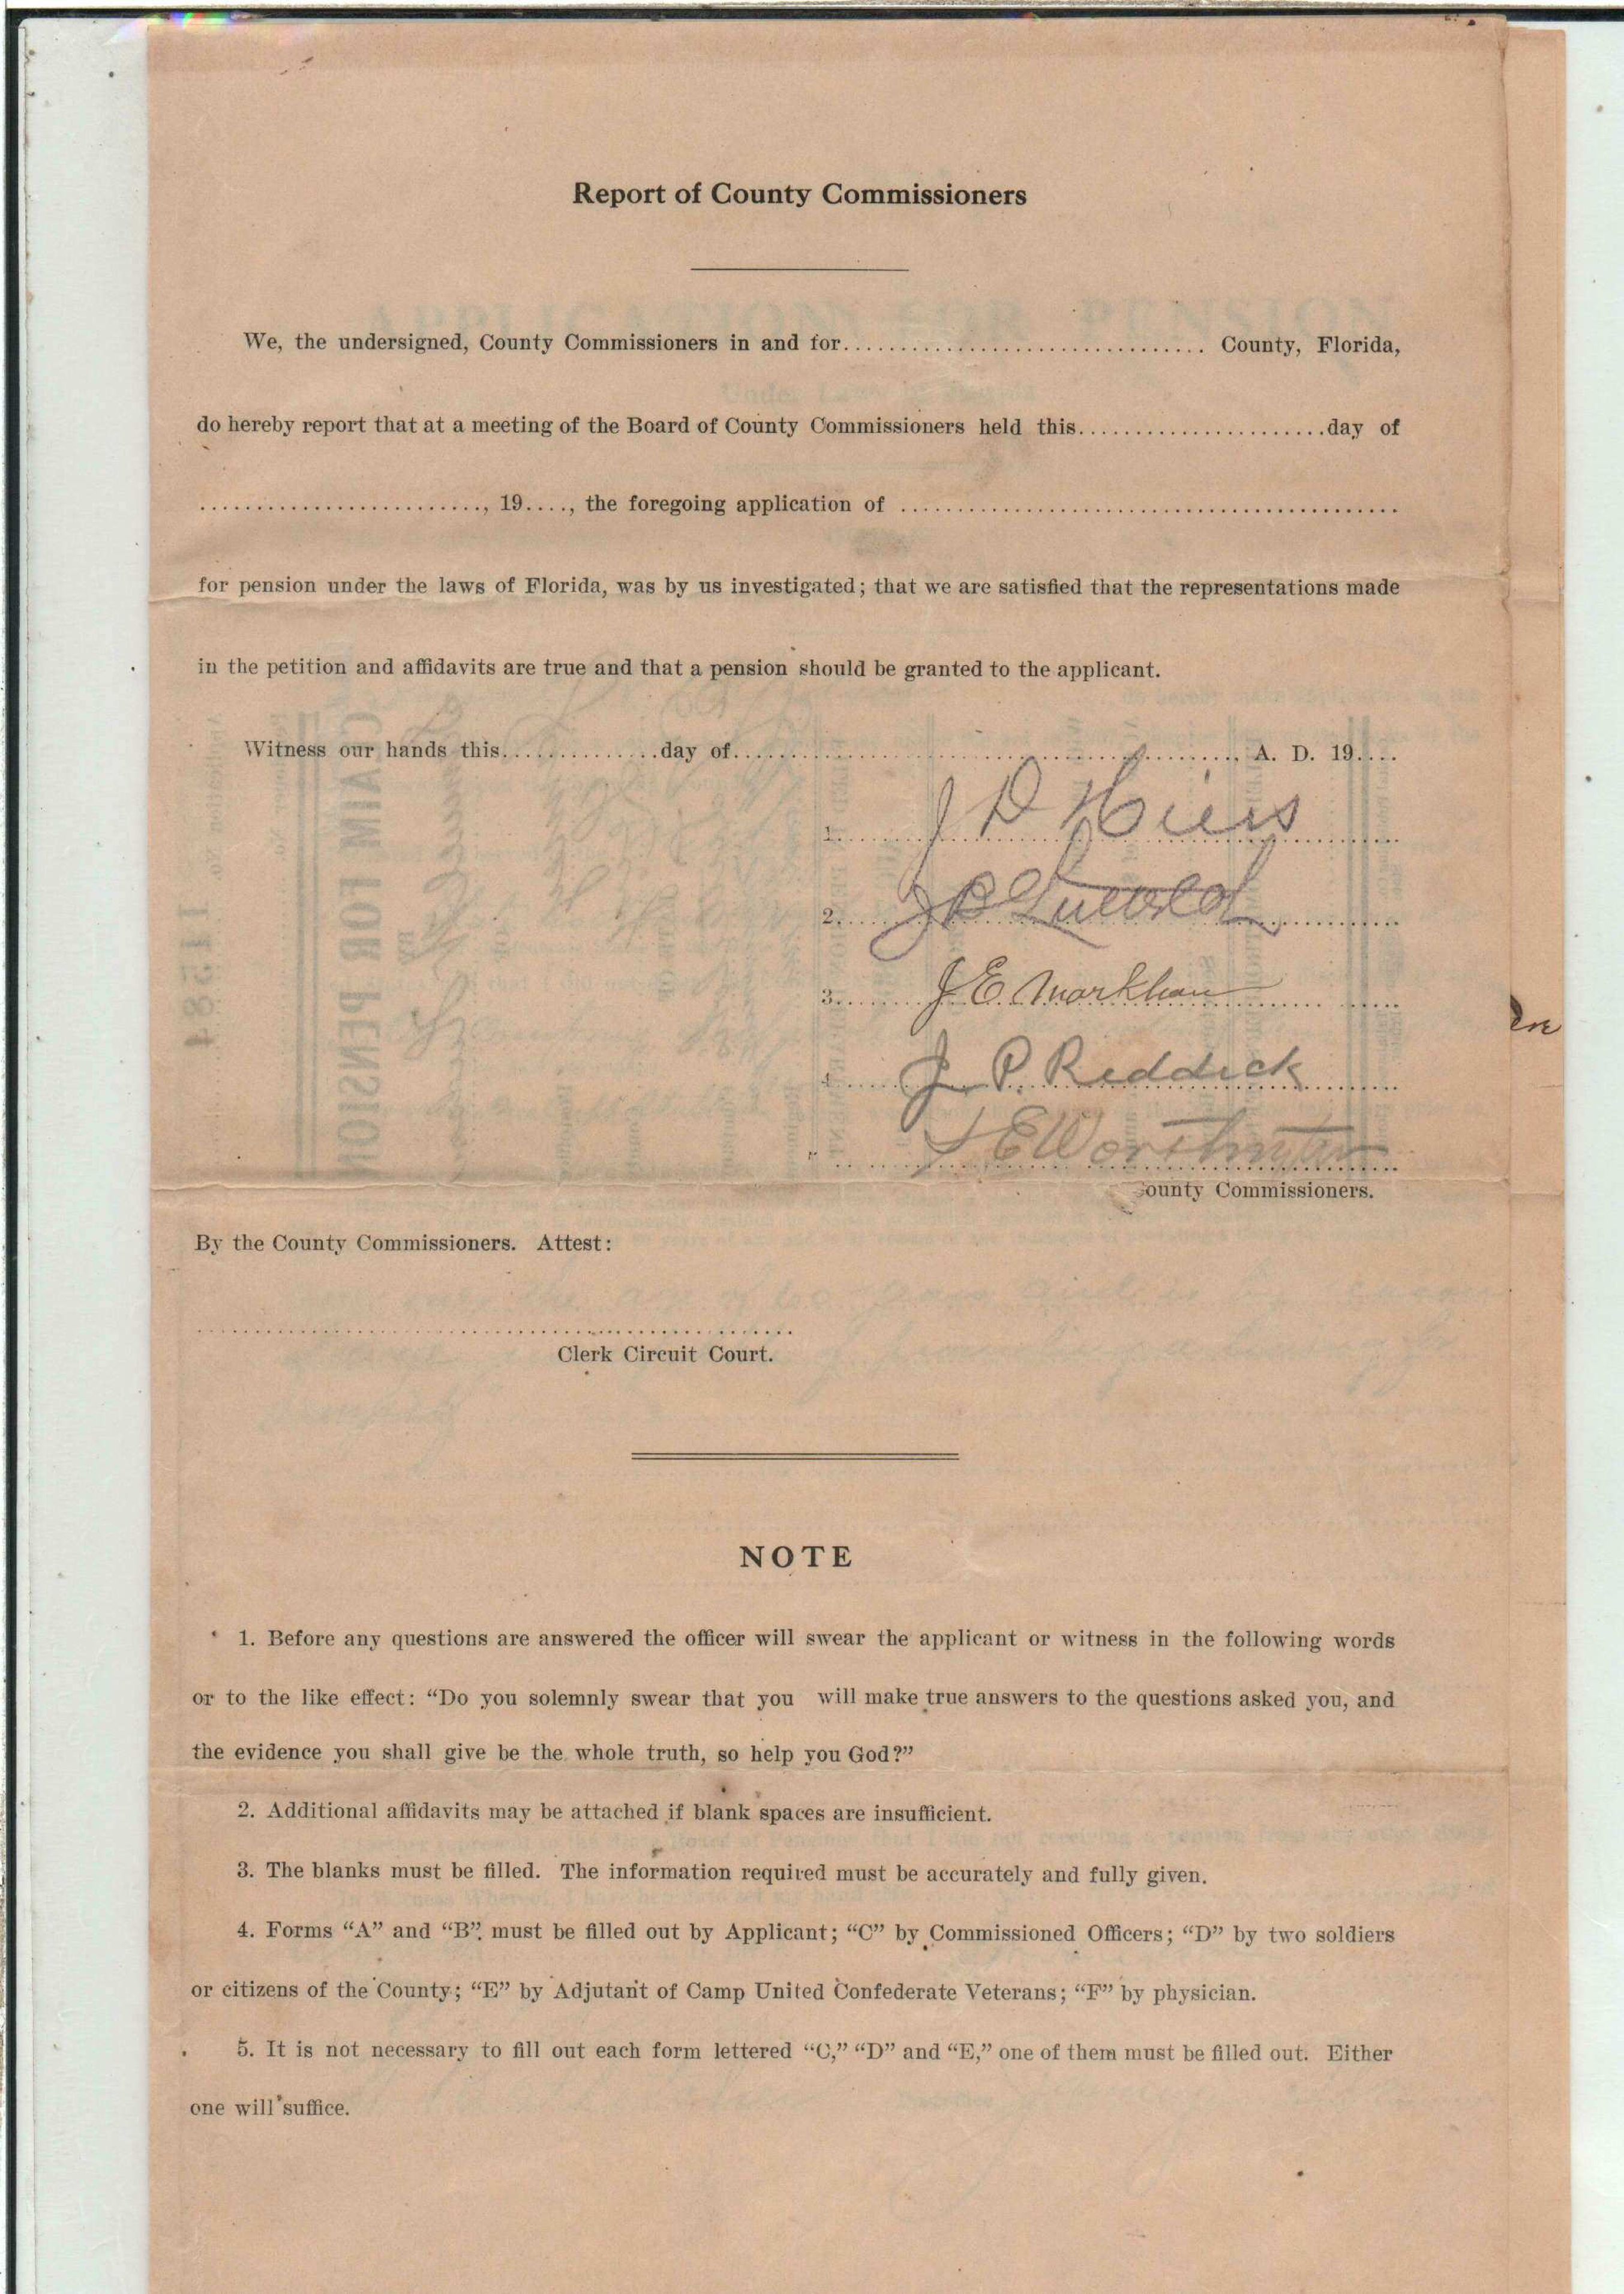 Report of County Commissioners
We, the undersigned, County Commissioners in and for.................................. County, Florida,
do hereby report that at a meeting of the Board of County Commissioners held this.......................day of
.........................., 19...., the foregoing application of ..............................................
for pension under the laws of Florida, was by us investigated; that we are satisfied that the representations made
in the petition and affidavits are true and that a pension should be granted to the applicant.
Witness our hands this..............day of..............................................., A. D. 19....
1. J D
2. J B
3. J. E. Markham
J. P. Reddick
County Commissioners.
By the County Commissioners. Attest:
Clerk Circuit Court.
NOTE
1. Before any questions are answered the officer will swear the applicant or witness in the following words
or to the like effect: “Do you solemnly swear that you will make true answers to the questions asked you, and
the evidence you shall give be the whole truth, so help you God?”
2. Additional affidavits may be attached if blank spaces are insufficient.
3. The blanks must be filled. The information required must be accurately and fully given.
4. Forms “A” and “B” must be filled out by Applicant; “C” by Commissioned Officers; “D” by two soldiers
or citizens of the County; “E” by Adjutant of Camp United Confederate Veterans; “F” by physician.
5. It is not necessary to fill out each form lettered “C,” “D” and “E,” one of them must be filled out. Either
one will suffice.